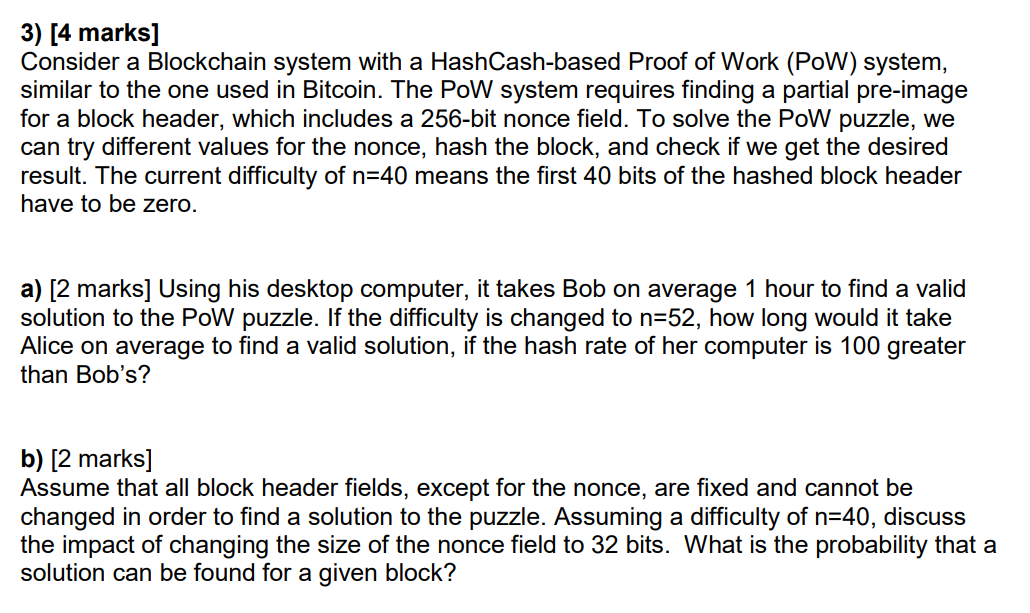 3) [4 marks]
Consider a Blockchain system with a HashCash-based Proof of Work (PoW) system,
similar to the one used in Bitcoin. The PoW system requires finding a partial pre-image
for a block header, which includes a 256-bit nonce field. To solve the PoW puzzle, we
can try different values for the nonce, hash the block, and check if we get the desired
result. The current difficulty of n=40 means the first 40 bits of the hashed block header
have to be zero.
a) [2 marks] Using his desktop computer, it takes Bob on average 1 hour to find a valid
solution to the PoW puzzle. If the difficulty is changed to n=52, how long would it take
Alice on average to find a valid solution, if the hash rate of her computer is 100 greater
than Bob's?
b) [2 marks]
Assume that all block header fields, except for the nonce, are fixed and cannot be
changed in order to find a solution to the puzzle. Assuming a difficulty of n=40, discuss
the impact of changing the size of the nonce field to 32 bits.  What is the probability that a
solution can be found for a given block?